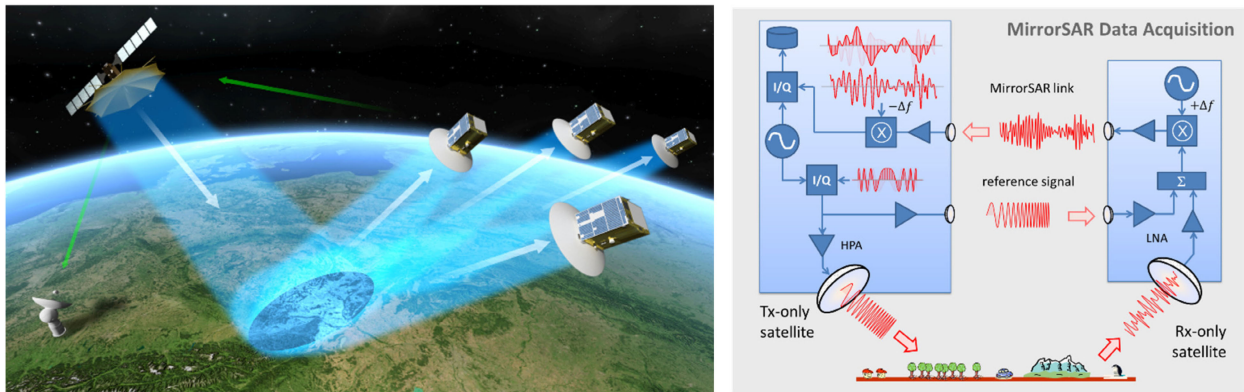 MirrorSAR Data Acquisition
I/Q
−Δf
X
MirrorSAR link
+Δf
X
I/Q
reference signal
Σ
HPA
LNA
Tx-only
satellite
Rx-only
satellite